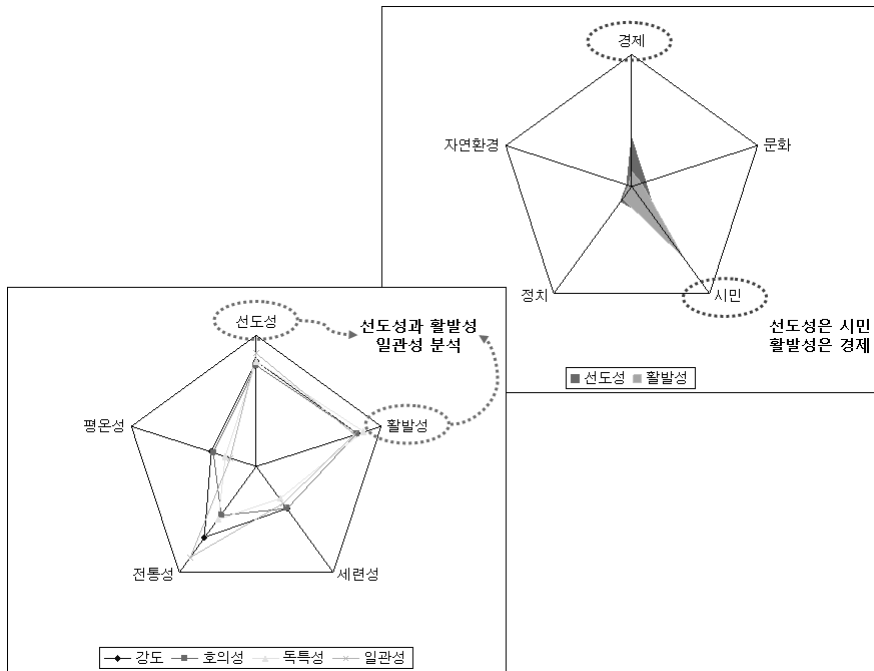 경제
자연환경
문화
정치
시민
선도성은 시민
활발성은 경제
선도성 활발성
선도성
선도성과 활발성
일관성 분석
평온성
활발성
전통성
세련성
강도 호의성 독특성 일관성